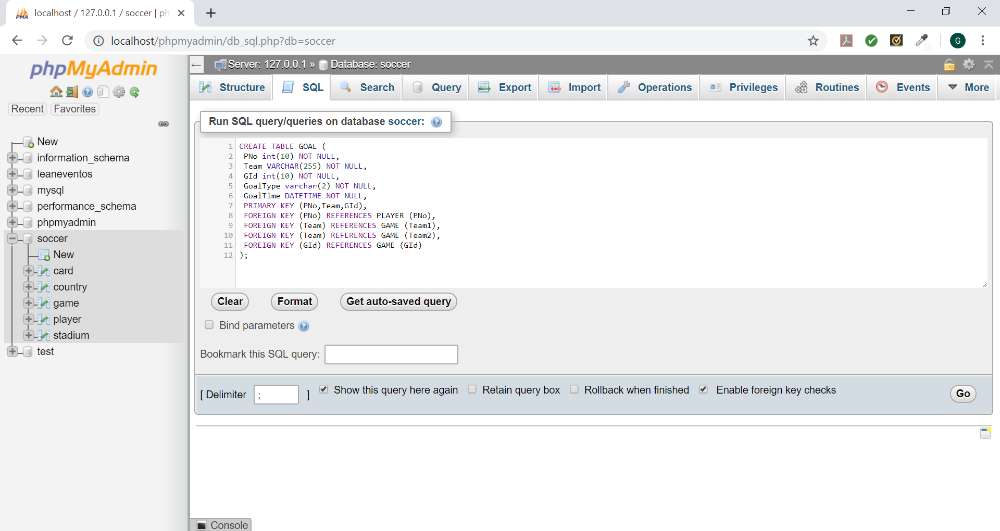 localhost / 127.0.0.1 / soccer | ph
localhost/phpmyadmin/db_sql.php?db=soccer
G
phpMyAdmin
Recent Favorites
New
information_schema
leaneventos
mysql
performance_schema
phpmyadmin
soccer
New
card
country
game
player
stadium
test
Server: 127.0.0.1 » Database: soccer
Structure SQL Search Query Export Import Operations Privileges Routines Events More
Run SQL query/queries on database soccer:
1 CREATE TABLE GOAL (
2 PNo int(10) NOT NULL,
3 Team VARCHAR(255) NOT NULL,
4 GId int(10) NOT NULL,
5 GoalType varchar(2) NOT NULL,
6 GoalTime DATETIME NOT NULL,
7 PRIMARY KEY (PNo,Team,GId),
8 FOREIGN KEY (PNo) REFERENCES PLAYER (PNo),
9 FOREIGN KEY (Team) REFERENCES GAME (Team1),
10 FOREIGN KEY (Team) REFERENCES GAME (Team2),
11 FOREIGN KEY (GId) REFERENCES GAME (GId)
12 );
Clear Format Get auto-saved query
Bind parameters
Bookmark this SQL query:
[ Delimiter ; ] Show this query here again Retain query box Rollback when finished Enable foreign key checks Go
Console